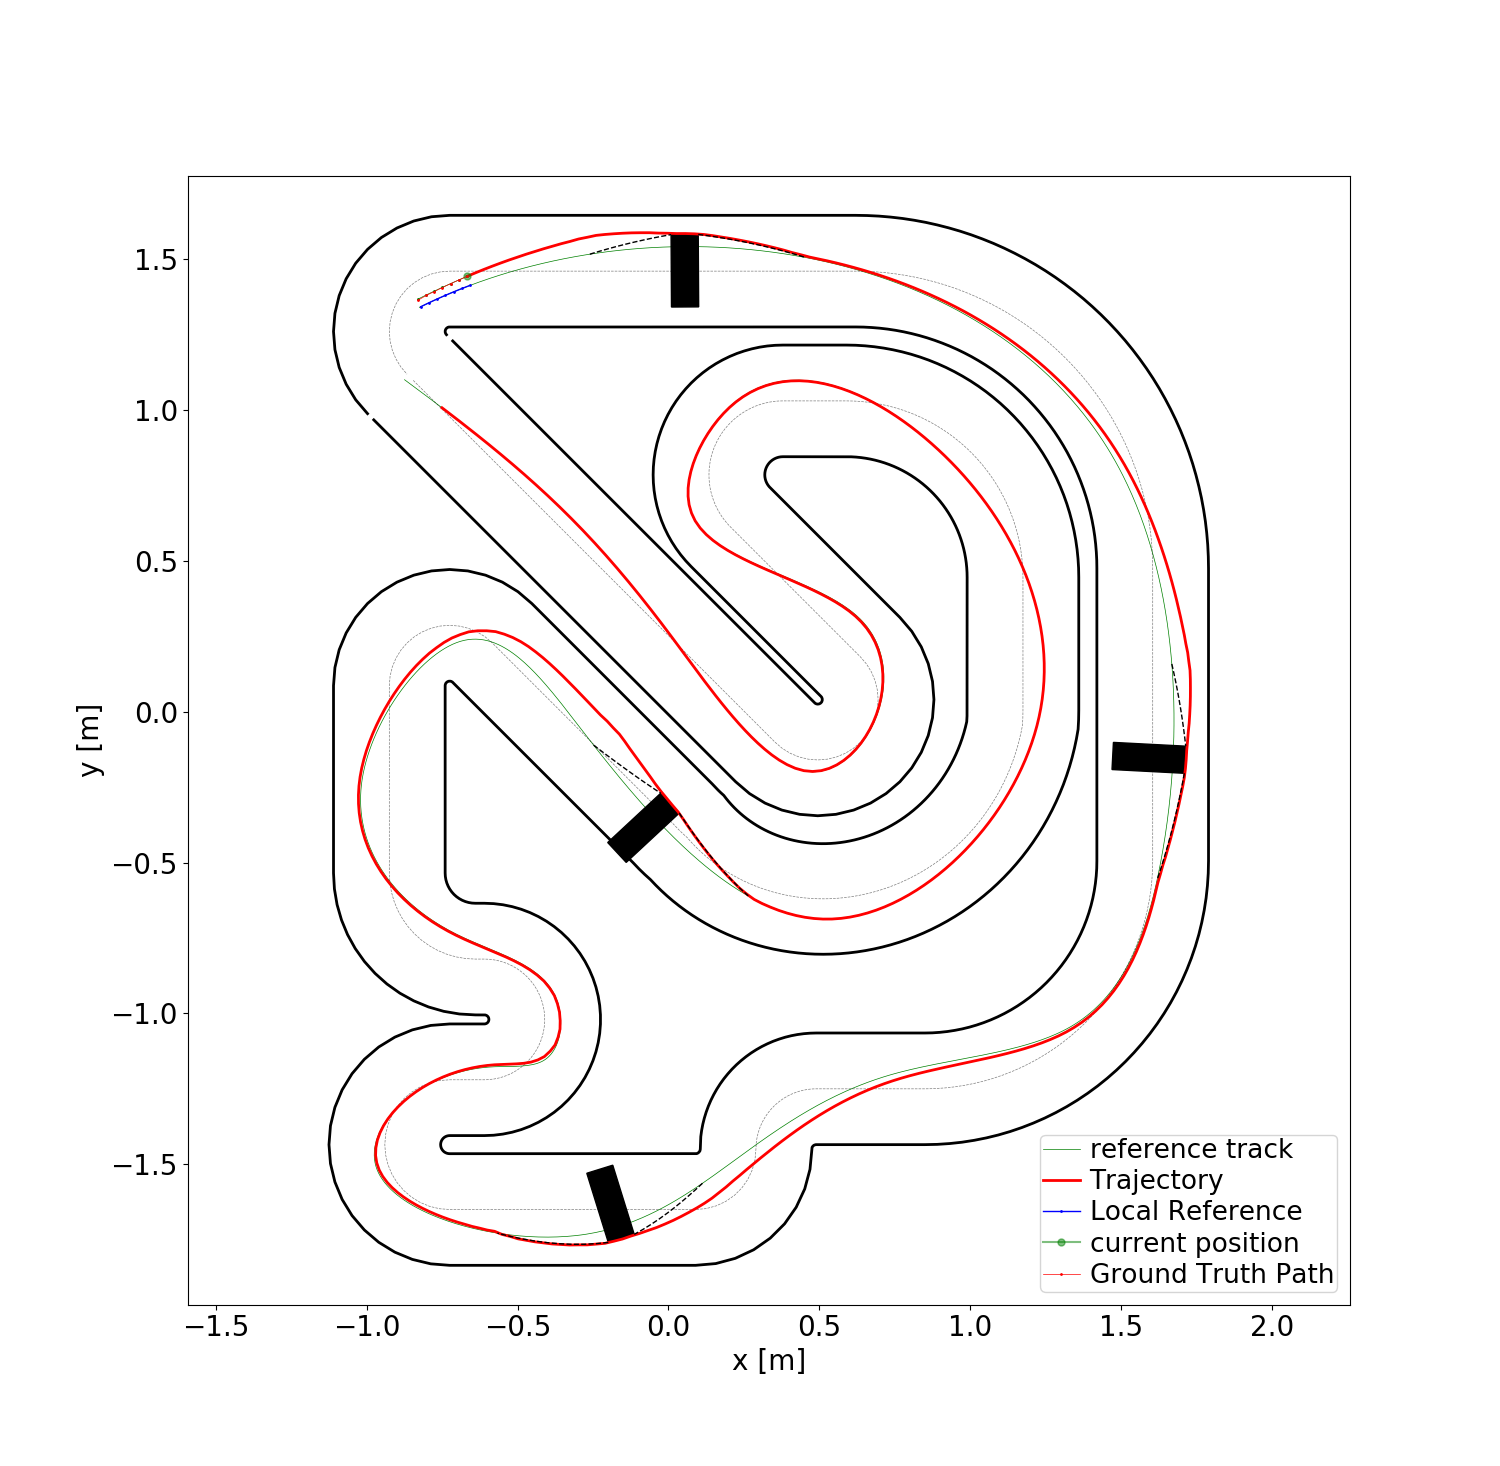 1.5
1.0
0.5
0.0
−0.5
−1.0
−1.5
y [m]
reference track
Trajectory
Local Reference
current position
Ground Truth Path
−1.5 −1.0 −0.5 0.0 0.5 1.0 1.5 2.0
x [m]